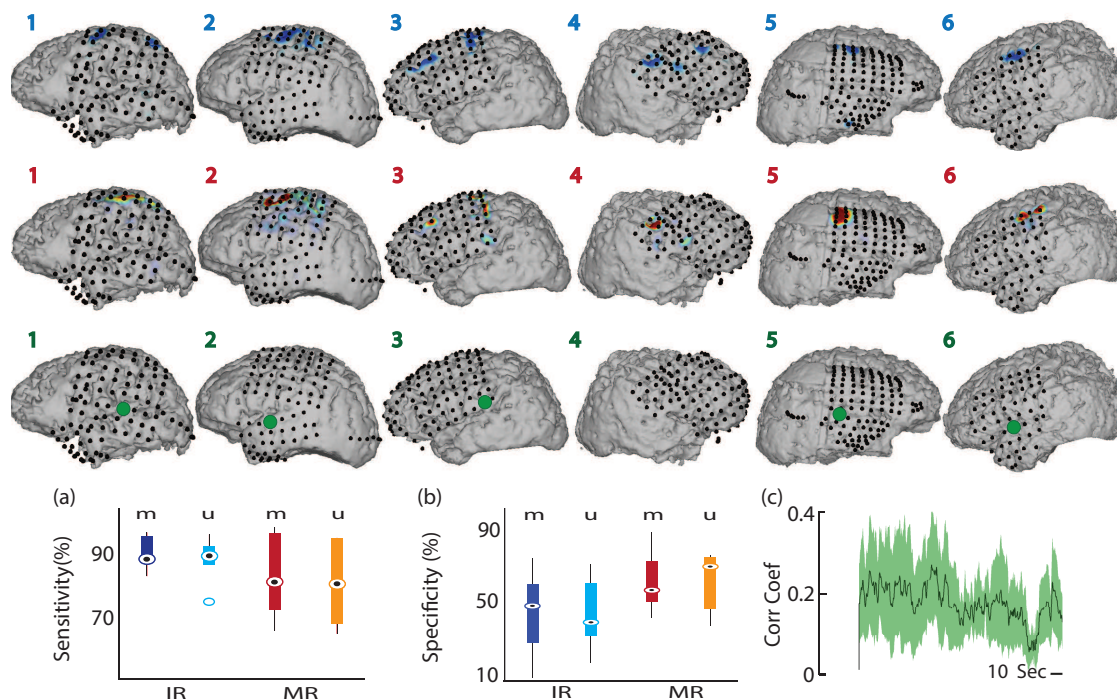 1 2 3 4 5 6
1 2 3 4 5 6
1 2 3 4 5 6
(a)
m u m u
Sensitivity(%)
90
70
IR MR
(b)
m u m u
Specificity (%)
90
50
10
IR MR
(c)
Corr Coef
0.4
0.2
0
10 Sec